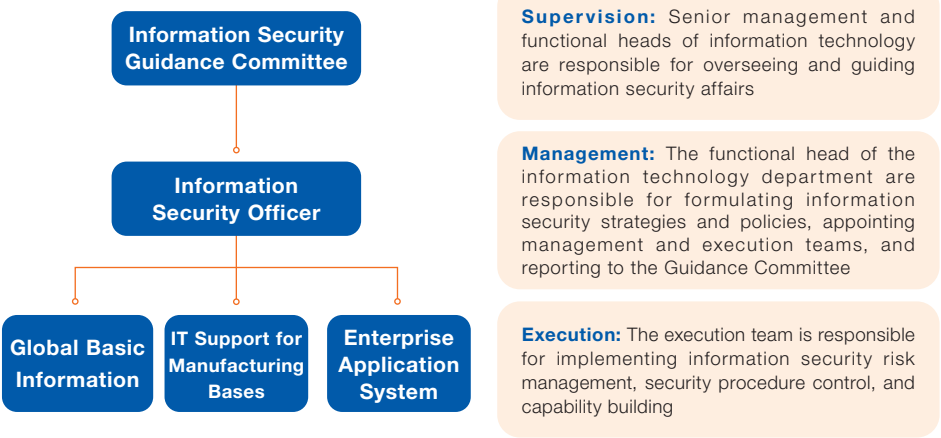 Information Security
Guidance Committee
Supervision: Senior management and
functional heads of information technology
are responsible for overseeing and guiding
information security affairs
Information
Security Officer
Management: The functional head of the
information technology department are
responsible for formulating information
security strategies and policies, appointing
management and execution teams, and
reporting to the Guidance Committee
Global Basic
Information
IT Support for
Manufacturing
Bases
Enterprise
Application
System
Execution: The execution team is responsible
for implementing information security risk
management, security procedure control, and
capability building